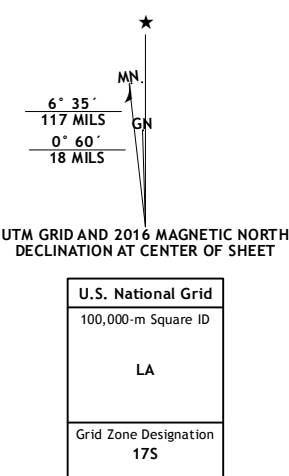 ★
MN
6° 35´
117 MILS
GN
0° 60´
18 MILS
UTM GRID AND 2016 MAGNETIC NORTH
DECLINATION AT CENTER OF SHEET
U.S. National Grid
100,000-m Square ID
LA
Grid Zone Designation
17S